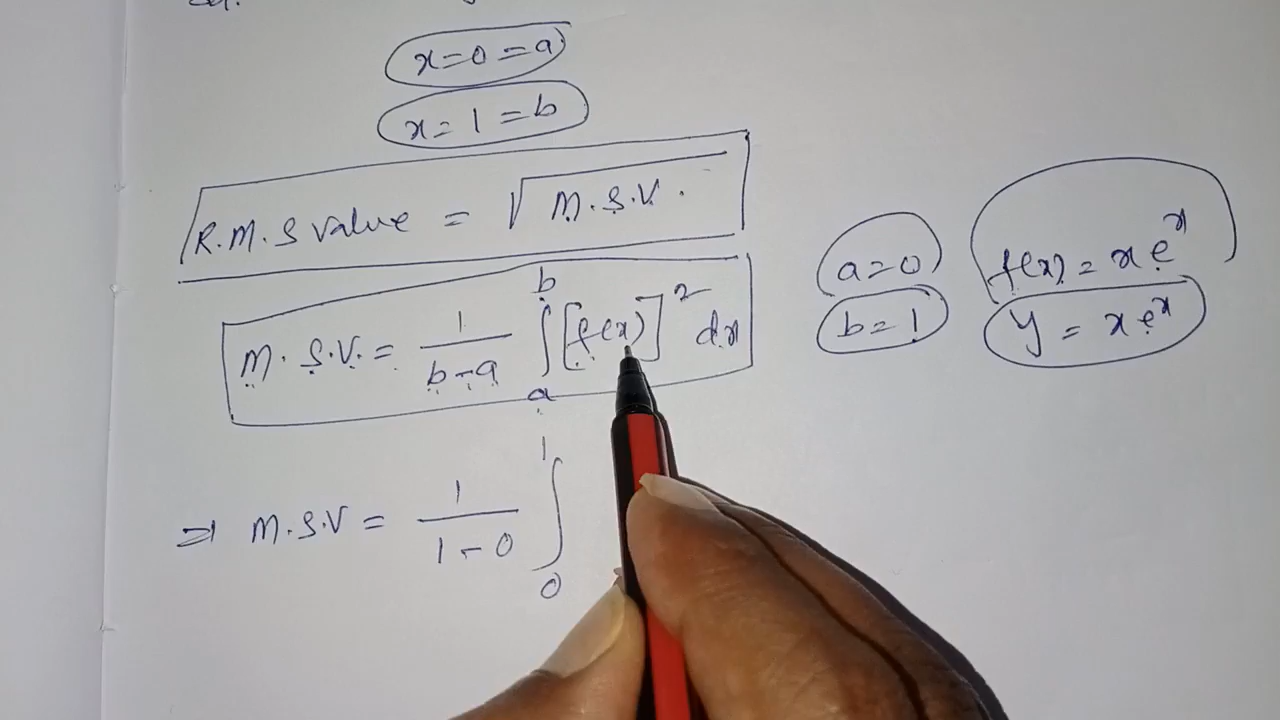 x=0=a
x=1=b
R.M.S value = √M.S.V.
a=0
f(x) = x e^x
b=1
y = x e^x
M.S.V. = 1/(b-a) ∫_a^b [f(x)]^2 dx
⇒ M.S.V = 1/(1-0) ∫_0^1